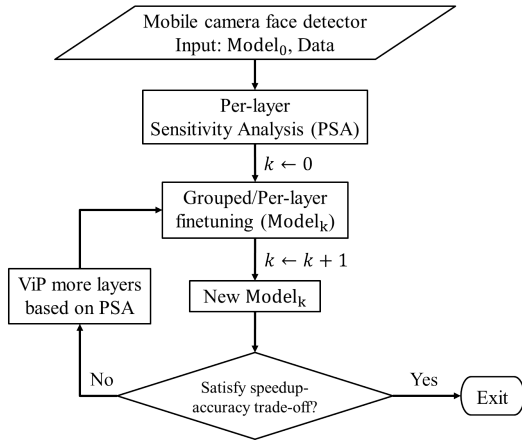 Mobile camera face detector
Input: Model₀, Data
Per-layer
Sensitivity Analysis (PSA)
k ← 0
Grouped/Per-layer
finetuning (Modelₖ)
k ← k + 1
ViP more layers
based on PSA
New Modelₖ
No
Satisfy speedup-
accuracy trade-off?
Yes
Exit